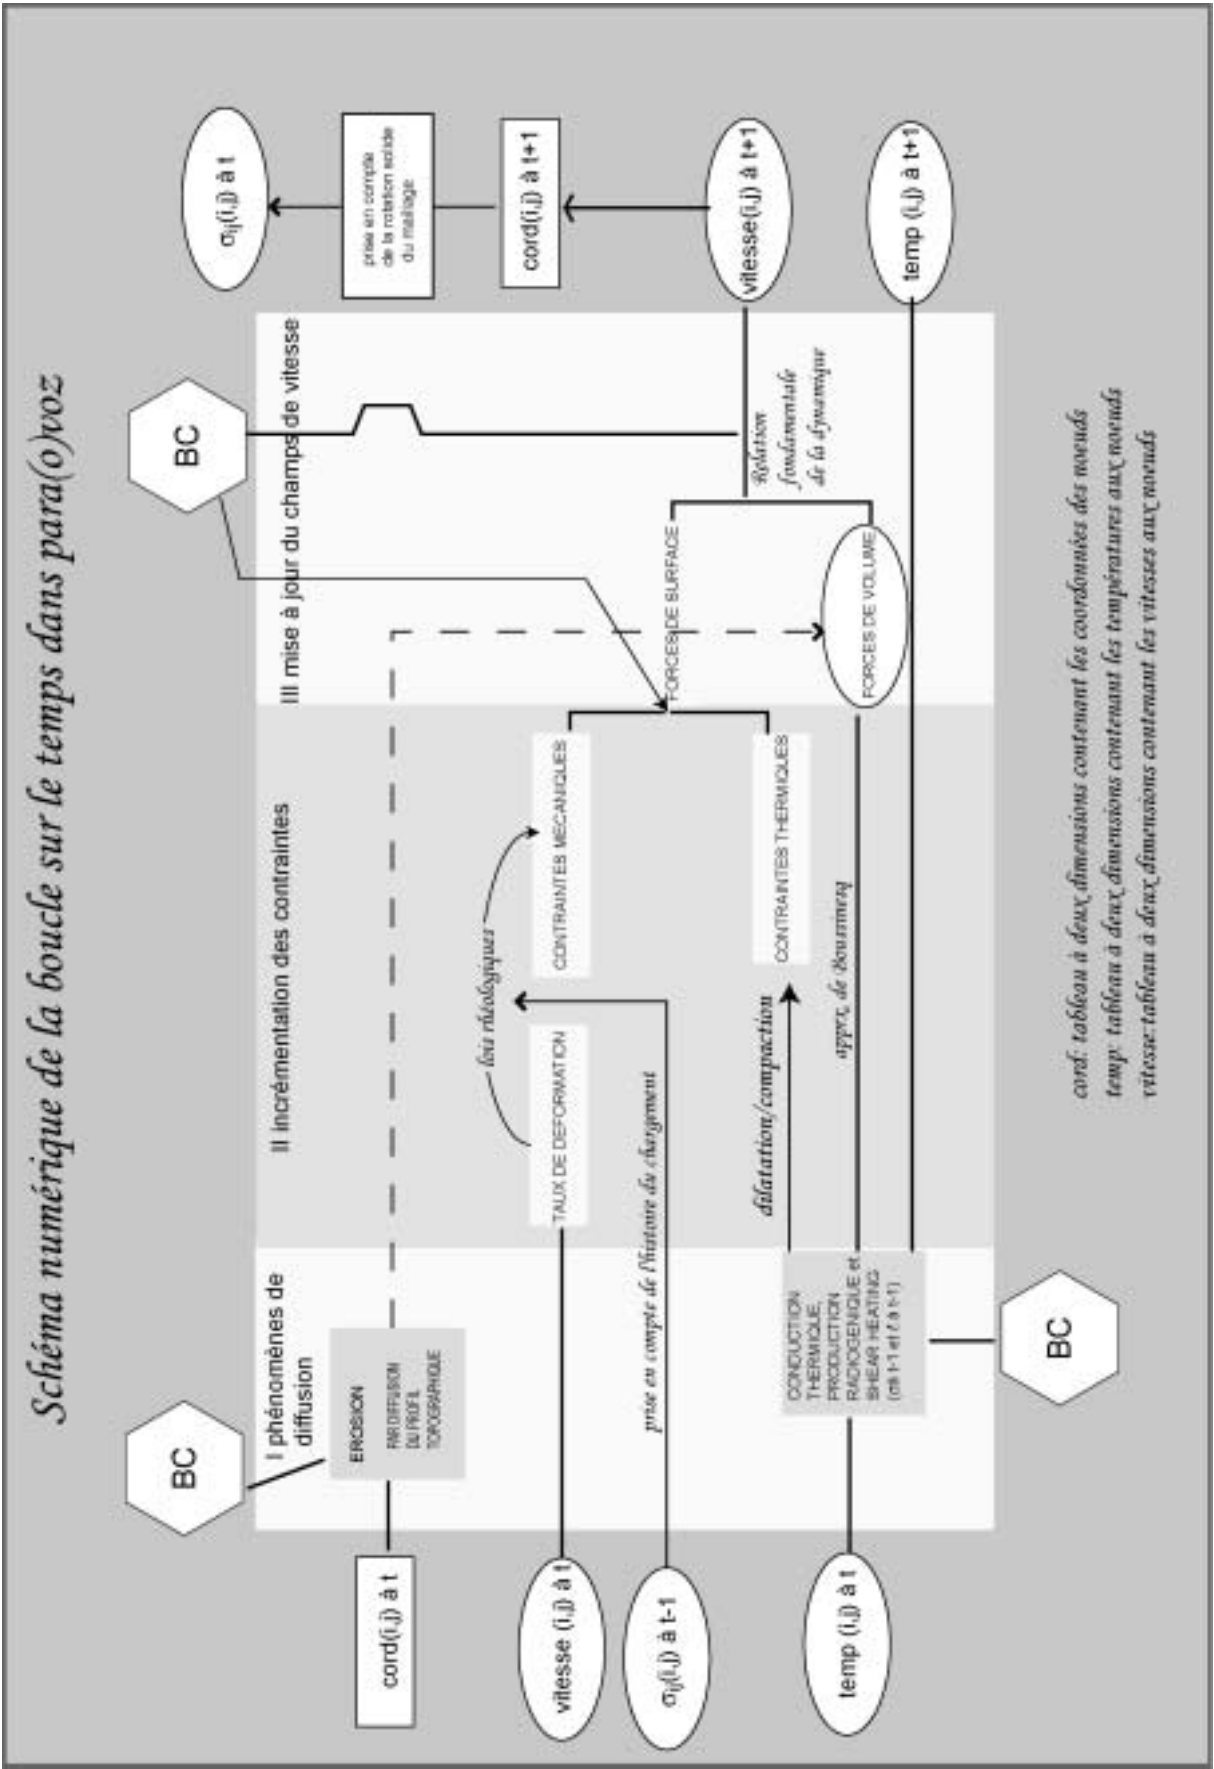 Schéma numérique de la boucle sur le temps dans para(o)voz
BC
BC
I phénomènes de
diffusion
II incrémentation des contraintes
III mise à jour du champs de vitesse
cord(i,j) à t
EROSION
PAR DIFFUSION
DU PROFIL
TOPOGRAPHIQUE
σij(i,j) à t
prise en compte
de la rotation solide
du maillage
cord(i,j) à t+1
lois rhéologiques
vitesse (i,j) à t
TAUX DE DEFORMATION
CONTRAINTES MECANIQUES
σij(i,j) à t-1
prise en compte de l'histoire du chargement
FORCES DE SURFACE
Relation
fondamentale
de la dynamique
vitesse(i,j) à t+1
dilatation/compaction
CONTRAINTES THERMIQUES
temp (i,j) à t
CONDUCTION
THERMIQUE,
PRODUCTION
RADIOGENIQUE et
SHEAR HEATING
à t-1)
apprx. de Boussinesq
FORCES DE VOLUME
temp (i,j) à t+1
BC
cord: tableau à deux dimensions contenant les coordonnées des noeuds
temp: tableau à deux dimensions contenant les températures aux noeuds
vitesse:tableau à deux dimensions contenant les vitesses aux noeuds